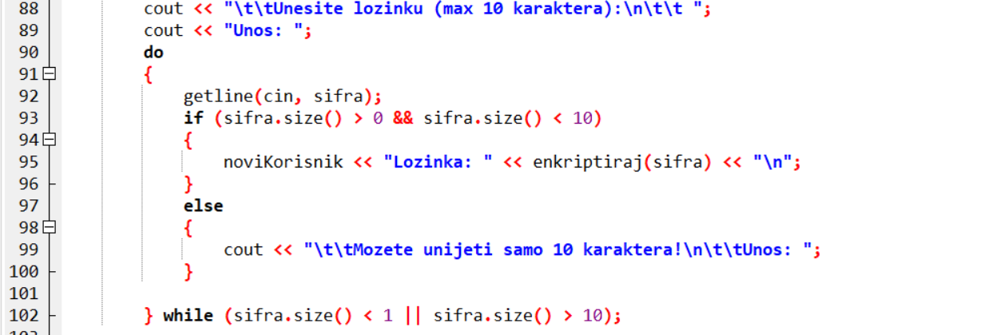 88 cout << "\t\tUnesite lozinku (max 10 karaktera):\n\t\t ";
89 cout << "Unos: ";
90 do
91 {
92 getline(cin, sifra);
93 if (sifra.size() > 0 && sifra.size() < 10)
94 {
95 noviKorisnik << "Lozinka: " << enkriptiraj(sifra) << "\n";
96 }
97 else
98 {
99 cout << "\t\tMozete unijeti samo 10 karaktera!\n\t\tUnos: ";
100 }
101
102 } while (sifra.size() < 1 || sifra.size() > 10);